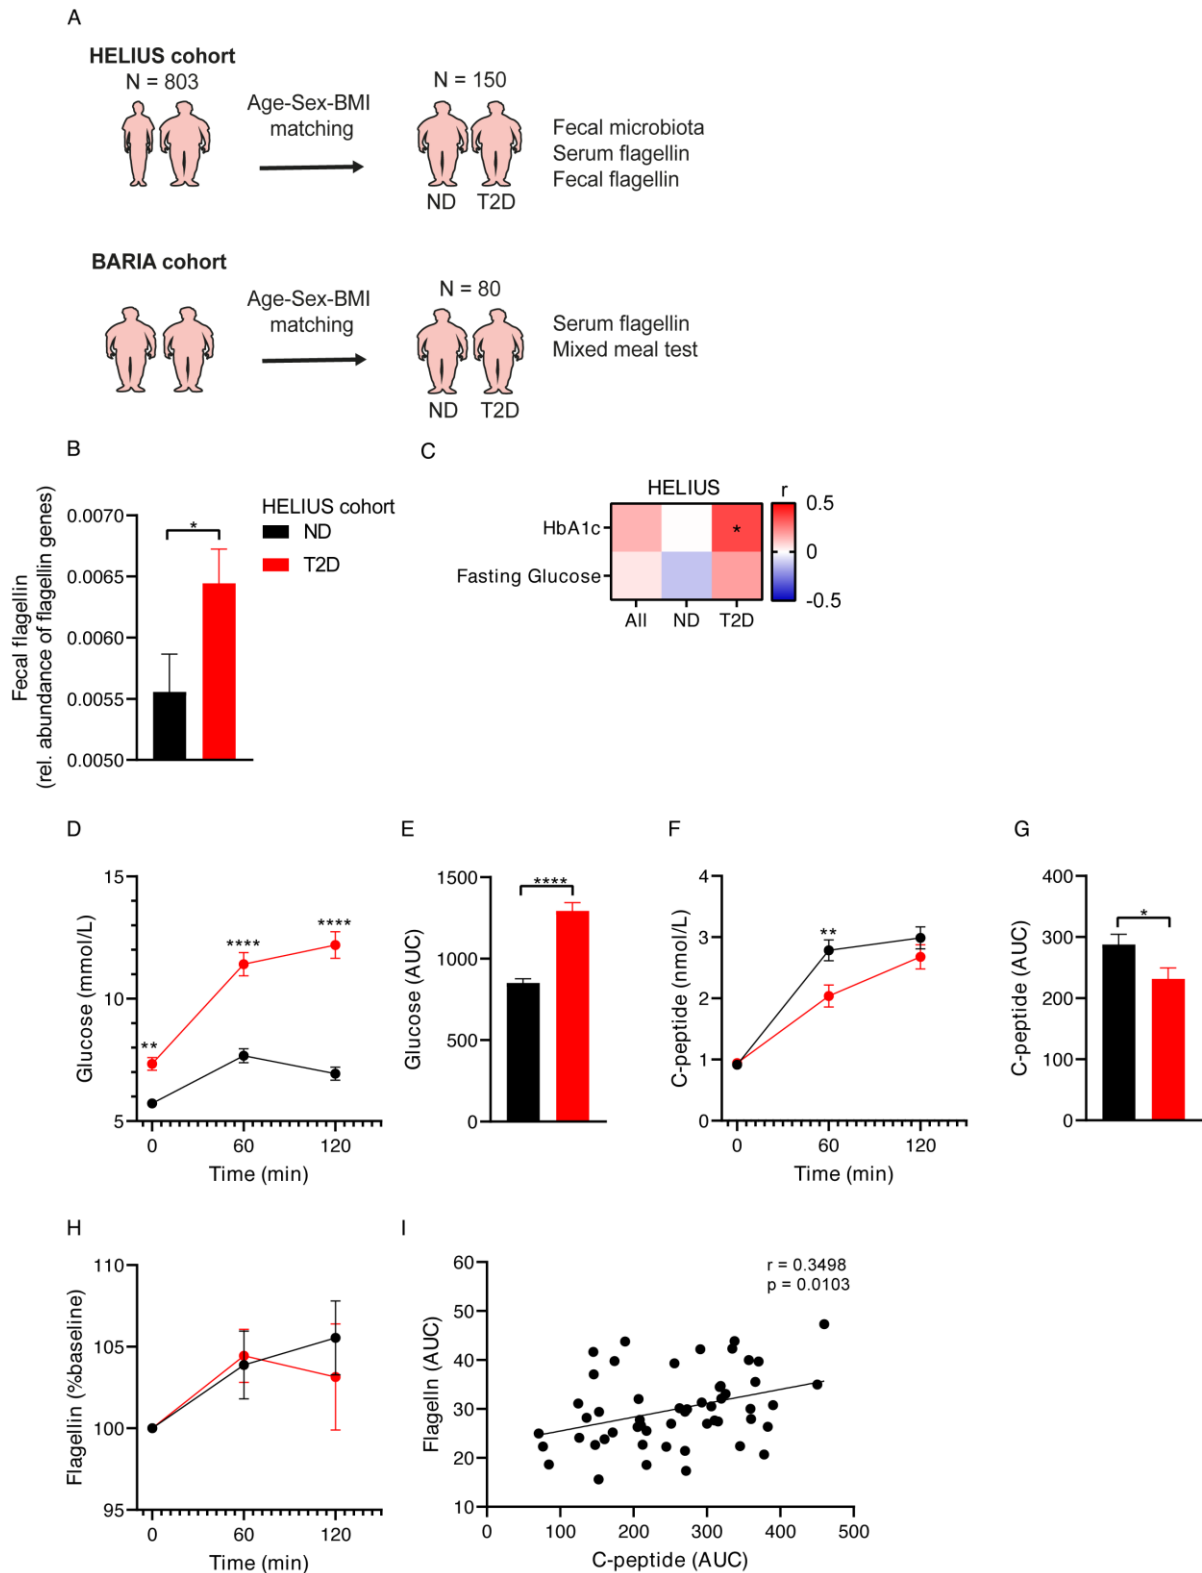 A
HELIUS cohort
N = 803
Age-Sex-BMI
matching
N = 150
ND
T2D
Fecal microbiota
Serum flagellin
Fecal flagellin
BARIA cohort
Age-Sex-BMI
matching
N = 80
ND
T2D
Serum flagellin
Mixed meal test
B
Fecal flagellin
(rel. abundance of flagellin genes)
0.0070
0.0065
0.0060
0.0055
0.0050
*
HELIUS cohort
ND
T2D
C
HELIUS
HbA1c
Fasting Glucose
*
All
ND
T2D
r
0.5
0
-0.5
D
Glucose (mmol/L)
15
10
5
**
****
****
0
60
120
Time (min)
E
Glucose (AUC)
1500
1000
500
0
****
F
C-peptide (nmol/L)
4
3
2
1
0
**
0
60
120
Time (min)
G
C-peptide (AUC)
400
300
200
100
0
*
H
Flagellin (%baseline)
110
105
100
95
0
60
120
Time (min)
I
Flagelln (AUC)
60
50
40
30
20
10
r = 0.3498
p = 0.0103
0
100
200
300
400
500
C-peptide (AUC)